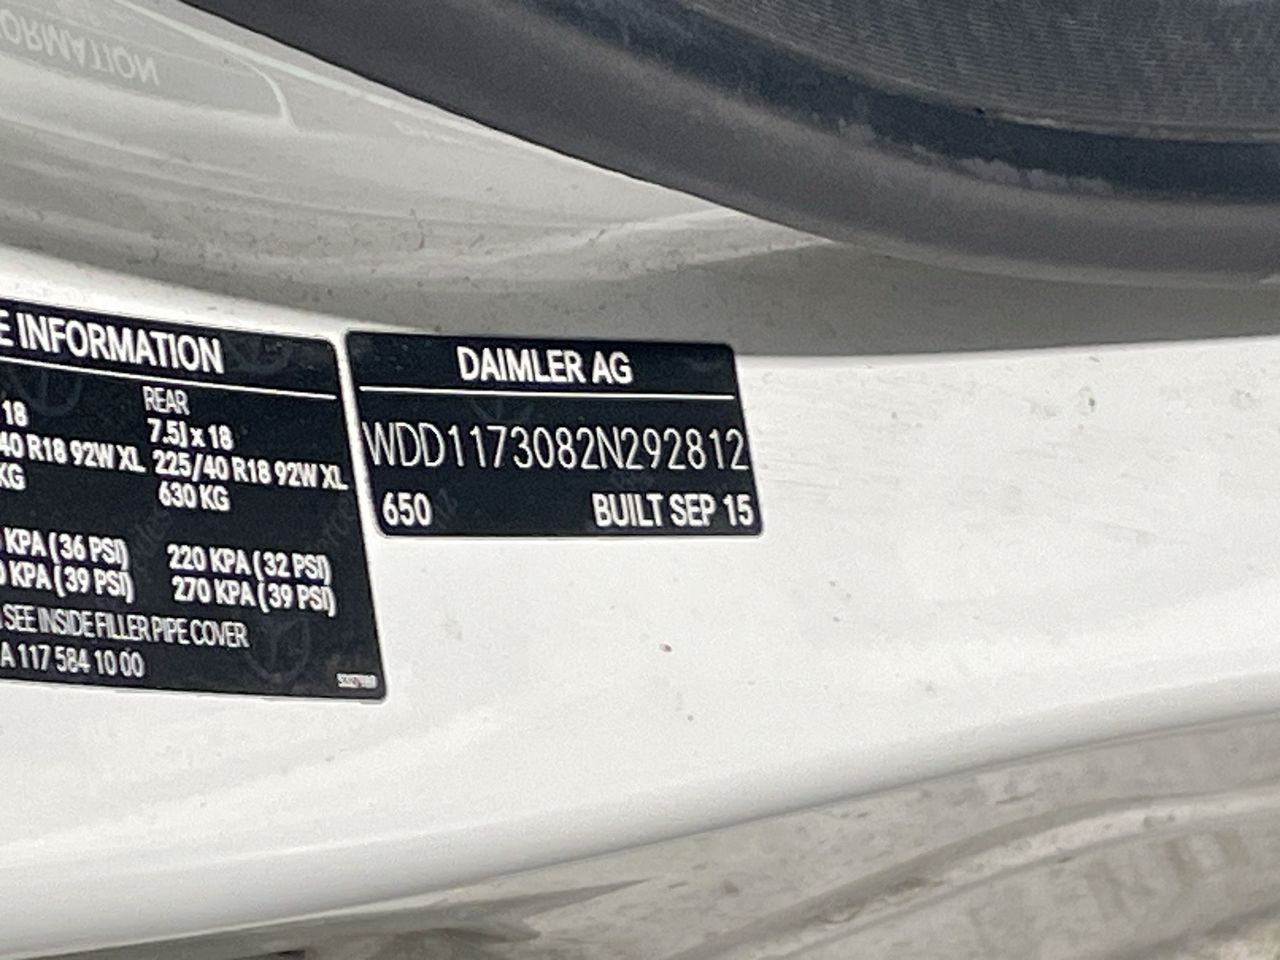 E INFORMATION
REAR
18
7.5J x 18
40 R18 92W XL
225/40 R18 92W XL
KG
630 KG
KPA (36 PSI)
220 KPA (32 PSI)
0 KPA (39 PSI)
270 KPA (39 PSI)
SEE INSIDE FILLER PIPE COVER
A 117 584 10 00
DAIMLER AG
WDD1173082N292812
650
BUILT SEP 15